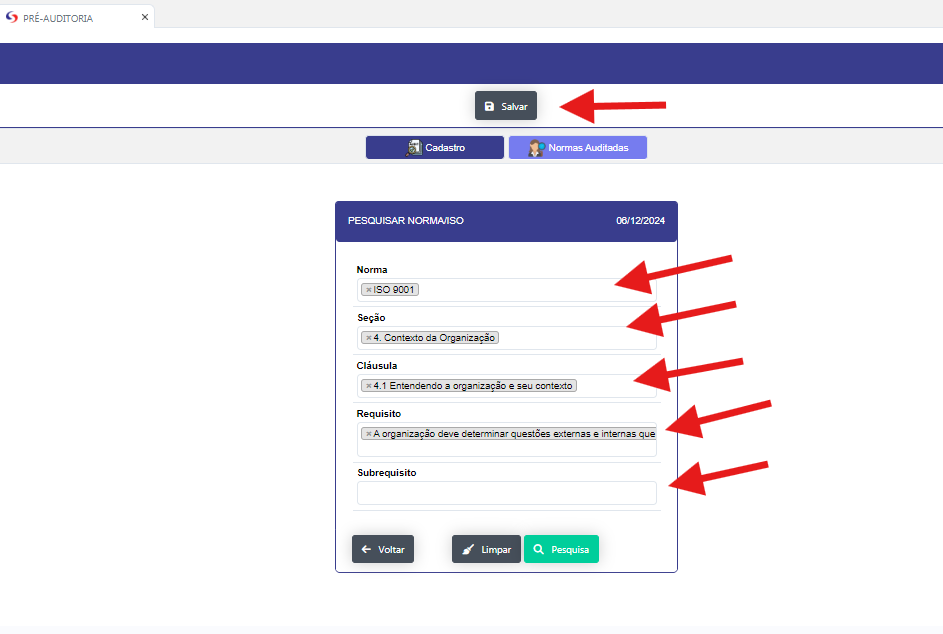 PRÉ-AUDITORIA ×
Salvar
Cadastro Normas Auditadas
PESQUISAR NORMA/ISO 06/12/2024
Norma
×ISO 9001
Seção
×4. Contexto da Organização
Cláusula
×4.1 Entendendo a organização e seu contexto
Requisito
×A organização deve determinar questões externas e internas que
Subrequisito
Voltar Limpar Pesquisa